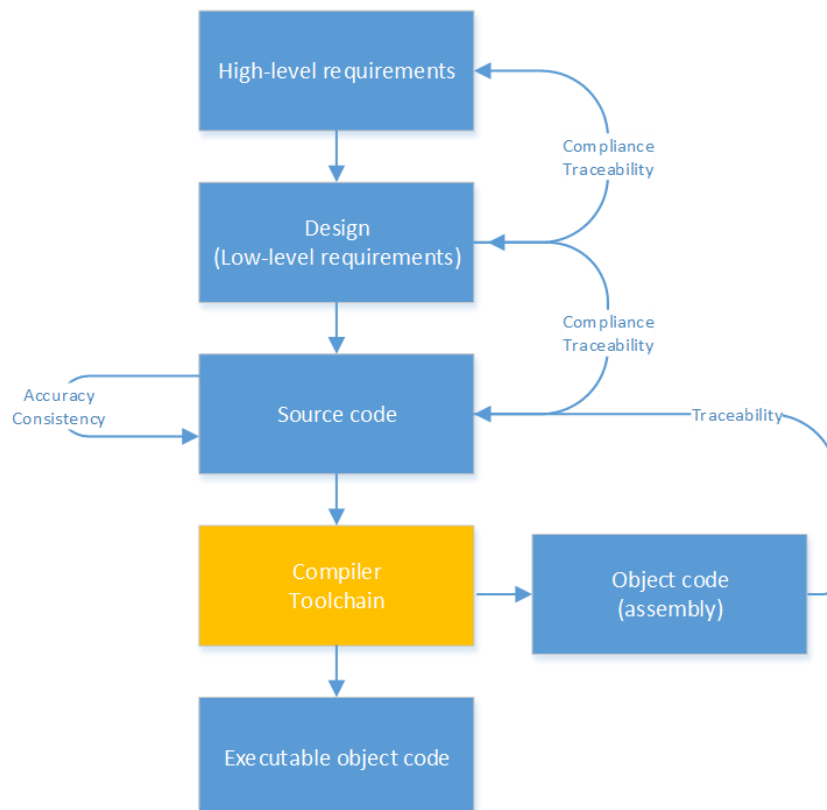 High-level requirements
Compliance
Traceability
Design
(Low-level requirements)
Compliance
Traceability
Accuracy
Consistency
Source code
Traceability
Compiler
Toolchain
Object code
(assembly)
Executable object code